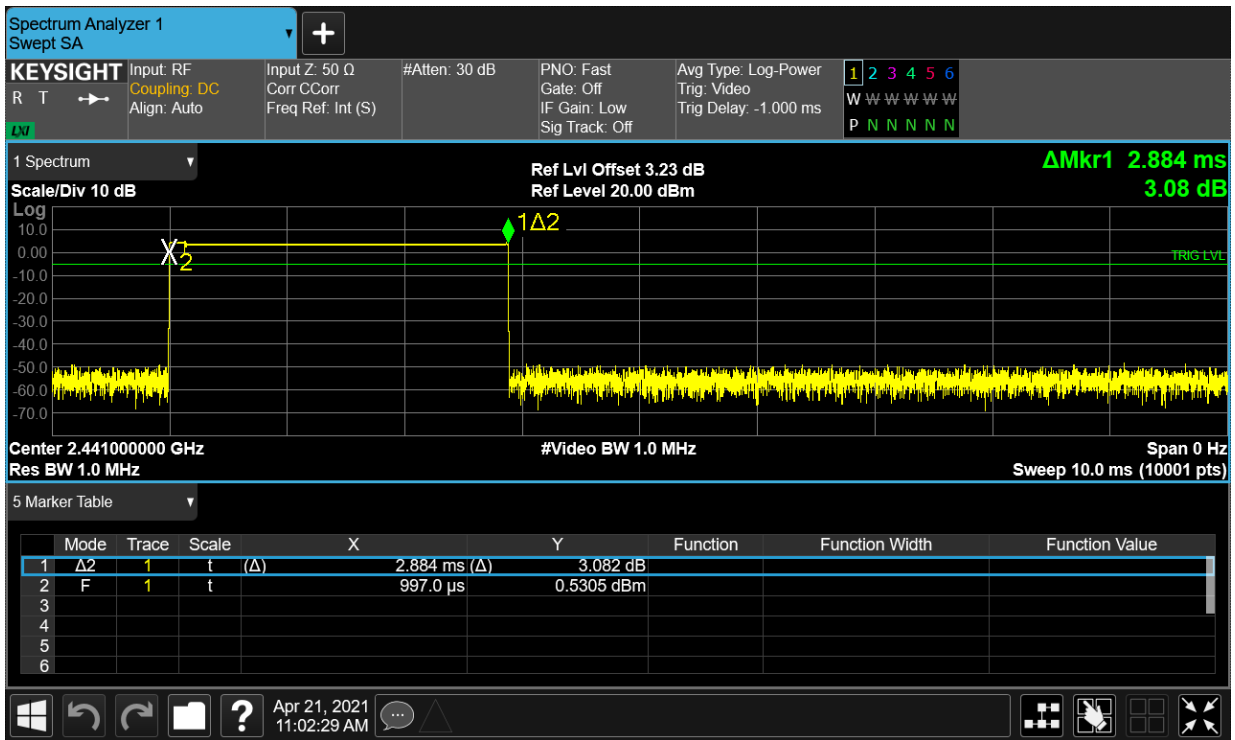 Spectrum Analyzer 1
Swept SA
KEYSIGHT
R T
LXI
Input: RF
Coupling: DC
Align: Auto
Input Z: 50 Ω
Corr CCorr
Freq Ref: Int (S)
#Atten: 30 dB
PNO: Fast
Gate: Off
IF Gain: Low
Sig Track: Off
Avg Type: Log-Power
Trig: Video
Trig Delay: -1.000 ms
1 2 3 4 5 6
W W W W W W
P N N N N N
1 Spectrum
Scale/Div 10 dB
Ref Lvl Offset 3.23 dB
Ref Level 20.00 dBm
ΔMkr1 2.884 ms
3.08 dB
Log
10.0
0.00
-10.0
-20.0
-30.0
-40.0
-50.0
-60.0
-70.0
1Δ2
X2
TRIG LVL
Center 2.441000000 GHz
#Video BW 1.0 MHz
Span 0 Hz
Res BW 1.0 MHz
Sweep 10.0 ms (10001 pts)
5 Marker Table
Mode Trace Scale X Y Function Function Width Function Value
1 Δ2 1 t (Δ) 2.884 ms (Δ) 3.082 dB
2 F 1 t 997.0 µs 0.5305 dBm
3
4
5
6
?
Apr 21, 2021
11:02:29 AM